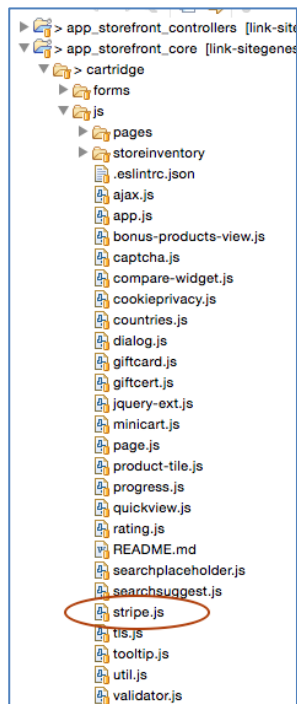 > app_storefront_controllers [link-site
> app_storefront_core [link-sitegenes
> cartridge
forms
js
pages
storeinventory
.eslintrc.json
ajax.js
app.js
bonus-products-view.js
captcha.js
compare-widget.js
cookieprivacy.js
countries.js
dialog.js
giftcard.js
giftcert.js
jquery-ext.js
minicart.js
page.js
product-tile.js
progress.js
quickview.js
rating.js
README.md
searchplaceholder.js
searchsuggest.js
stripe.js
tls.js
tooltip.js
util.js
validator.js